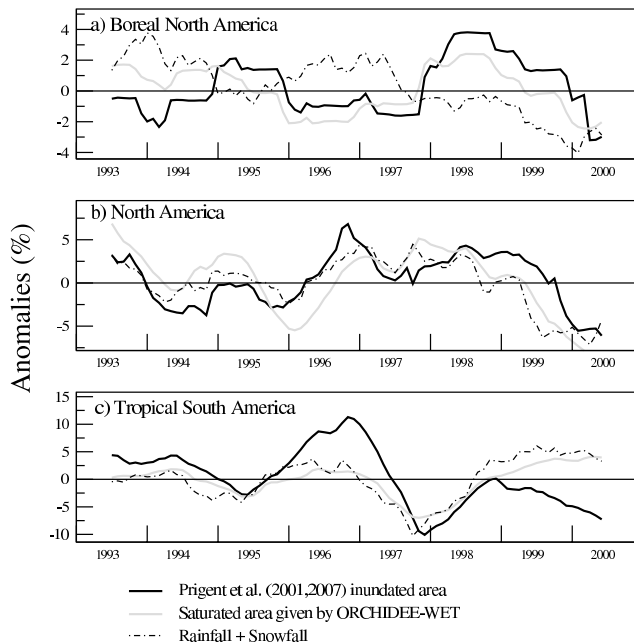 a) Boreal North America
4
2
0
-2
-4
1993 1994 1995 1996 1997 1998 1999 2000
Anomalies (%)
b) North America
5
0
-5
1993 1994 1995 1996 1997 1998 1999 2000
c) Tropical South America
15
10
5
0
-5
-10
1993 1994 1995 1996 1997 1998 1999 2000
Prigent et al. (2001,2007) inundated area
Saturated area given by ORCHIDEE-WET
Rainfall + Snowfall